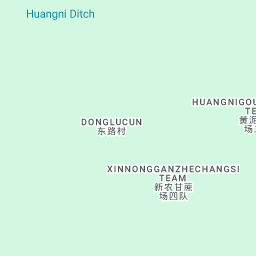 Huangni Ditch
HUANGNIGOU
TE
黄泥
场
DONGLUCUN
东路村
XINNONGGANZHECHANGSI
TEAM
新农甘蔗
场四队